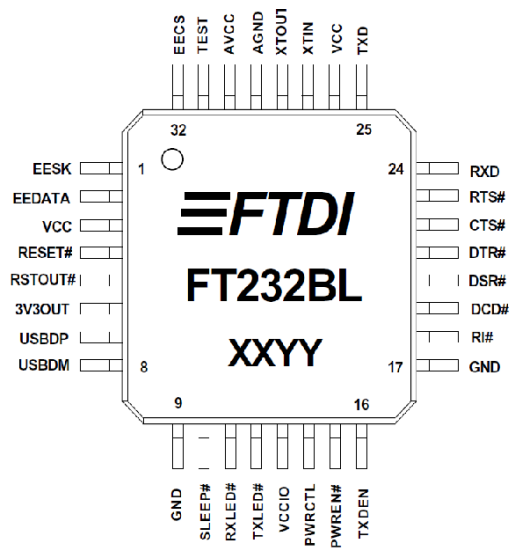 EECS
TEST
AVCC
AGND
XTOUT
XTIN
VCC
TXD
32
25
EESK
1
24
RXD
EEDATA
RTS#
VCC
CTS#
RESET#
DTR#
RSTOUT#
DSR#
3V3OUT
DCD#
USBDP
RI#
USBDM
8
17
GND
FTDI
FT232BL
XXYY
9
16
GND
SLEEP#
RXLED#
TXLED#
VCCIO
PWRCTL
PWREN#
TXDEN